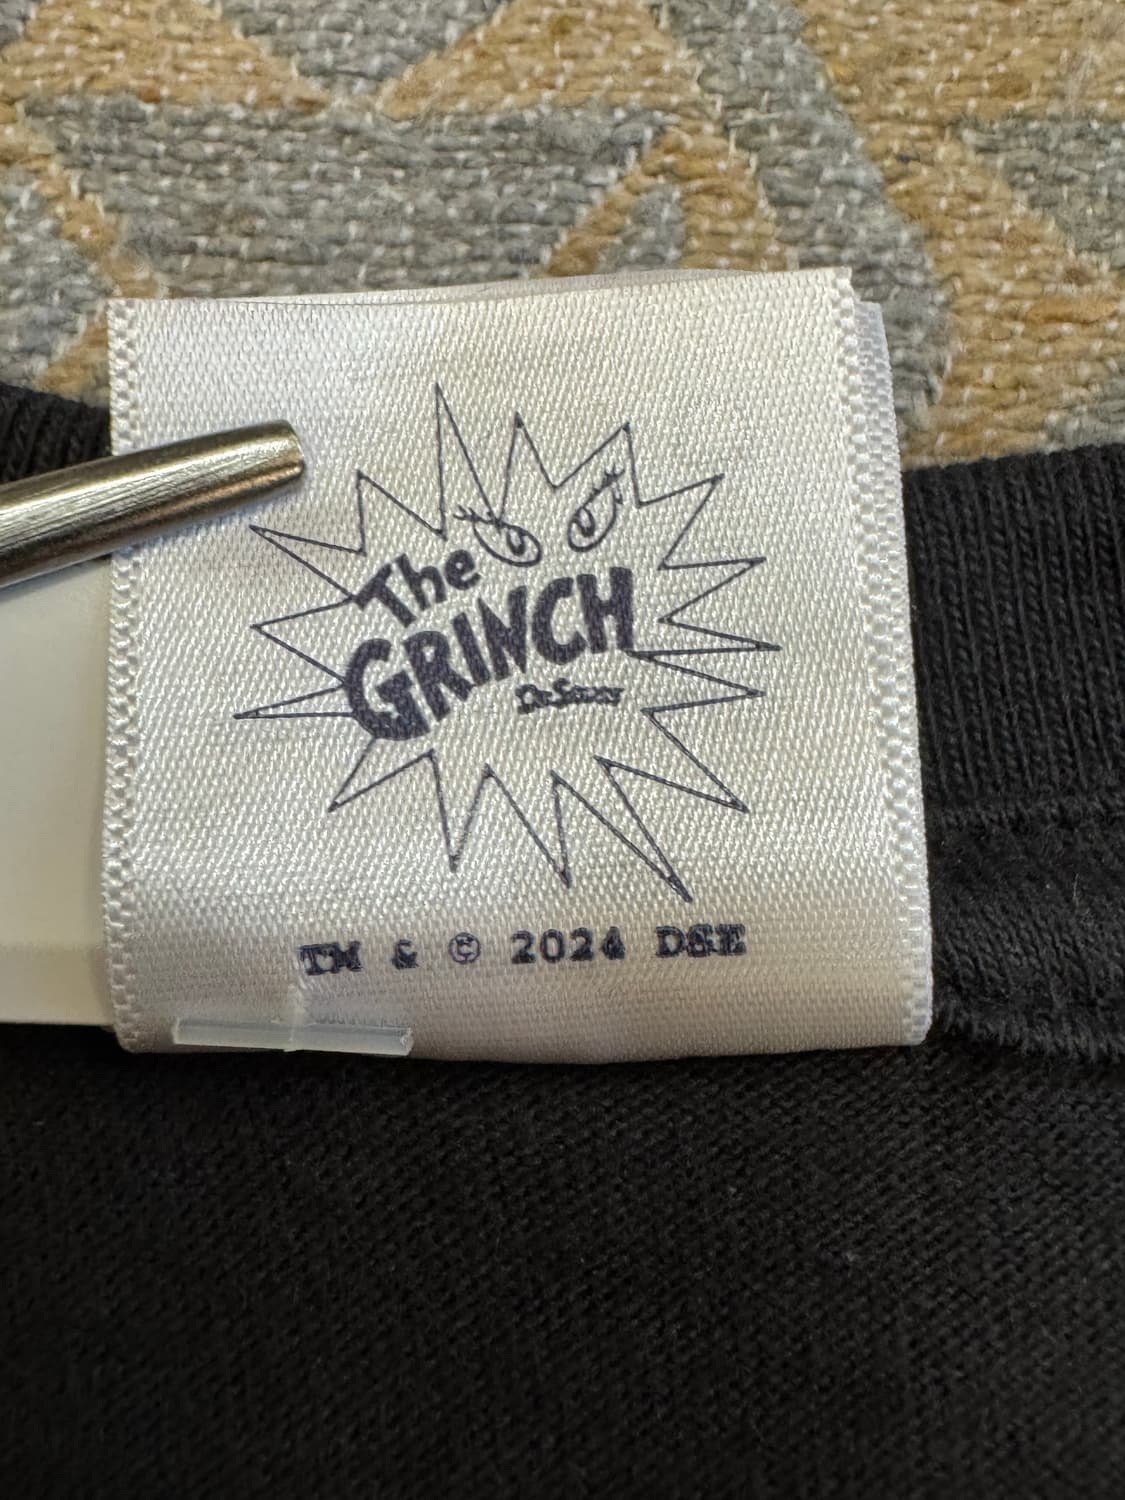 The
GRINCH
Dr. Seuss
TM & © 2024 DSE